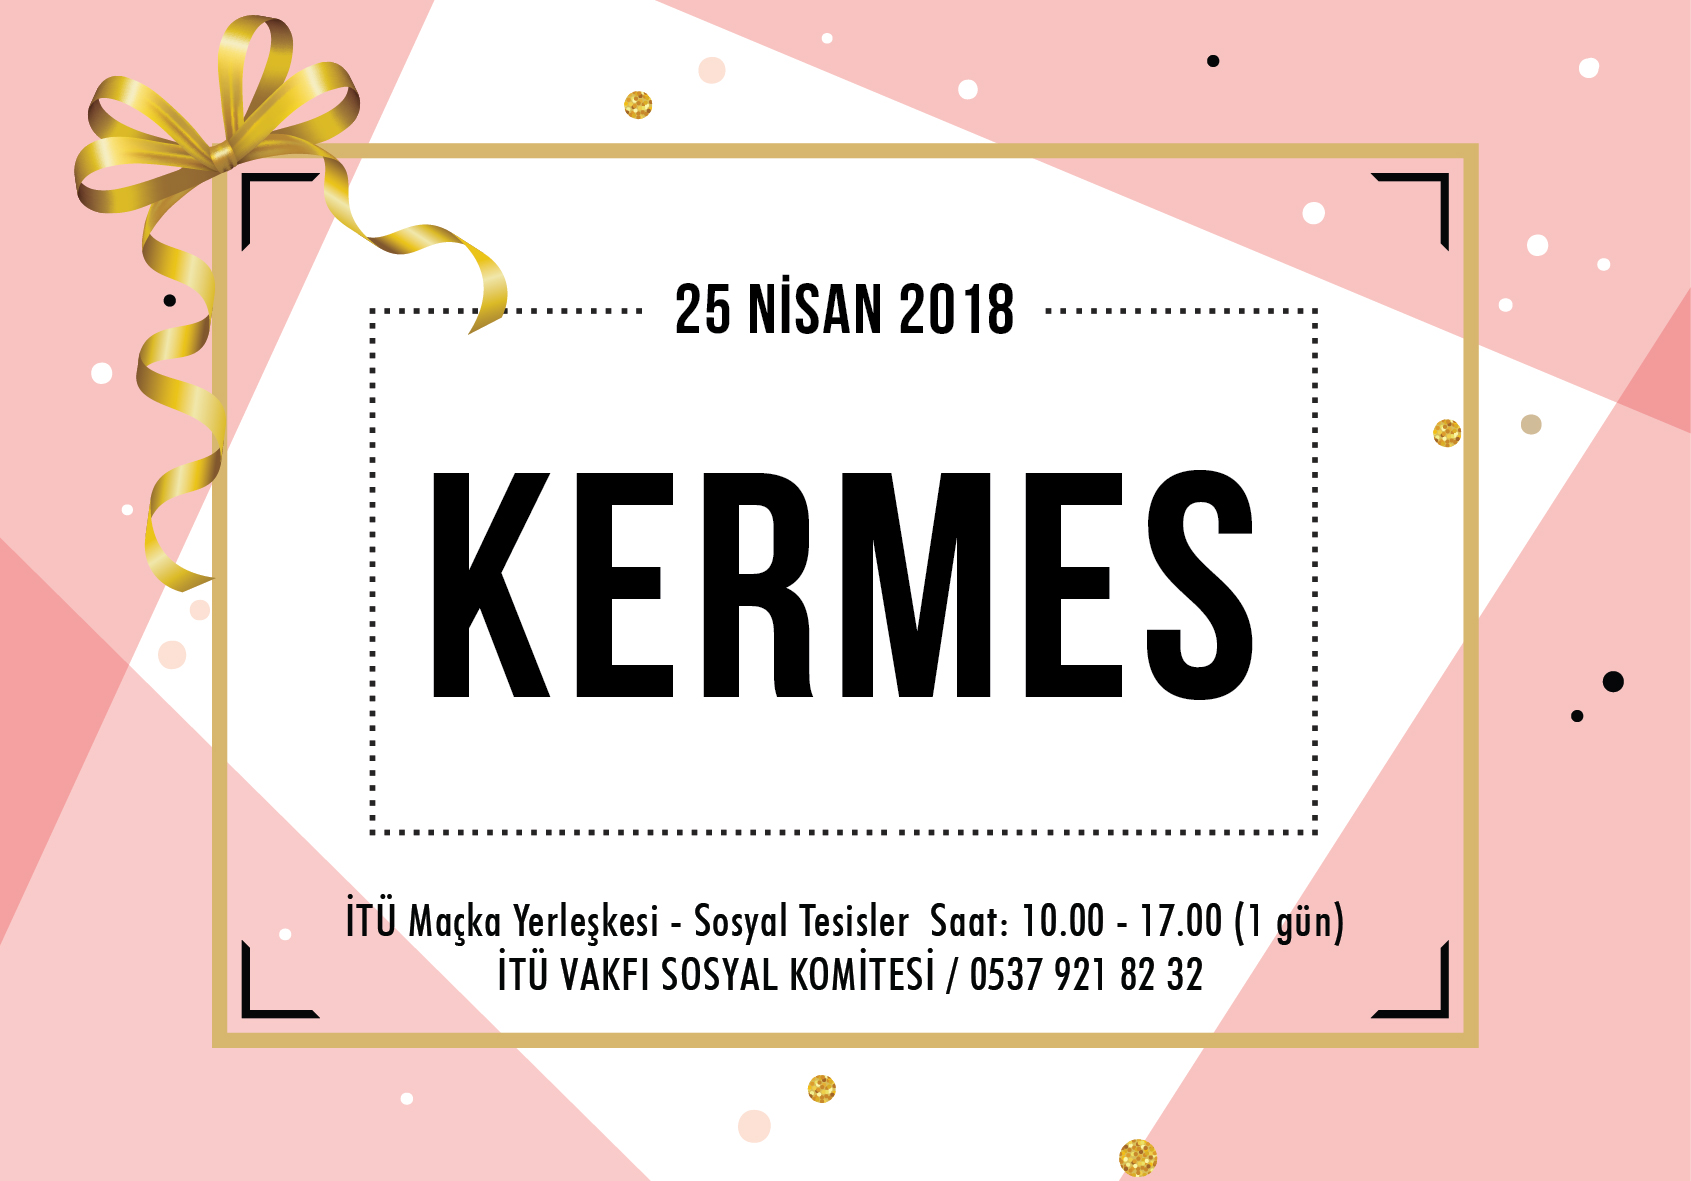 25 NİSAN 2018
KERMES
İTÜ Maçka Yerleşkesi - Sosyal Tesisler  Saat: 10.00 - 17.00 (1 gün)
İTÜ VAKFI SOSYAL KOMİTESİ / 0537 921 82 32